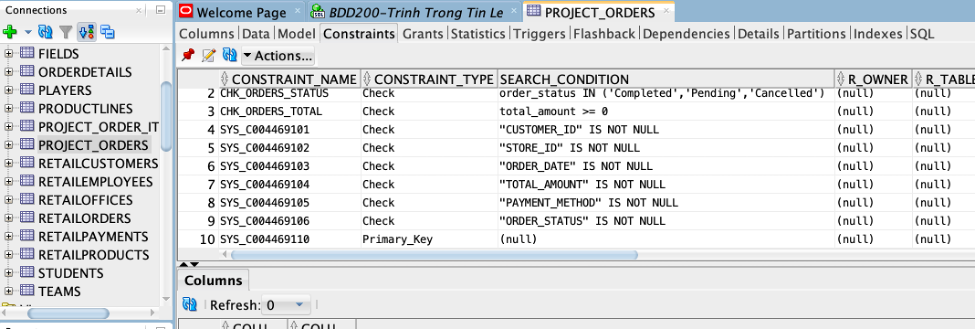 Connections
Welcome Page
BDD200-Trinh Trong Tin Le
PROJECT_ORDERS
Columns Data Model Constraints Grants Statistics Triggers Flashback Dependencies Details Partitions Indexes SQL
Actions...
FIELDS
ORDERDETAILS
PLAYERS
PRODUCTLINES
PROJECT_ORDER_IT
PROJECT_ORDERS
RETAILCUSTOMERS
RETAILEMPLOYEES
RETAILOFFICES
RETAILORDERS
RETAILPAYMENTS
RETAILPRODUCTS
STUDENTS
TEAMS
CONSTRAINT_NAME CONSTRAINT_TYPE SEARCH_CONDITION R_OWNER R_TABLE
2 CHK_ORDERS_STATUS Check order_status IN ('Completed','Pending','Cancelled') (null) (null)
3 CHK_ORDERS_TOTAL Check total_amount >= 0 (null) (null)
4 SYS_C004469101 Check "CUSTOMER_ID" IS NOT NULL (null) (null)
5 SYS_C004469102 Check "STORE_ID" IS NOT NULL (null) (null)
6 SYS_C004469103 Check "ORDER_DATE" IS NOT NULL (null) (null)
7 SYS_C004469104 Check "TOTAL_AMOUNT" IS NOT NULL (null) (null)
8 SYS_C004469105 Check "PAYMENT_METHOD" IS NOT NULL (null) (null)
9 SYS_C004469106 Check "ORDER_STATUS" IS NOT NULL (null) (null)
10 SYS_C004469110 Primary_Key (null) (null) (null)
Columns
Refresh: 0